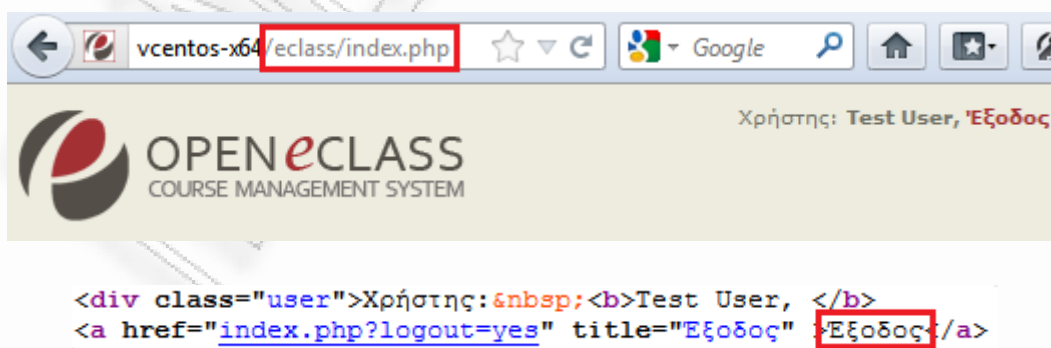 vcentos-x64/eclass/index.php Google
Χρήστης: Test User, Έξοδος
OPEN eCLASS
COURSE MANAGEMENT SYSTEM
<div class="user">Χρήστης:&nbsp;<b>Test User, </b>
<a href="index.php?logout=yes" title="Έξοδος" >Έξοδος</a>